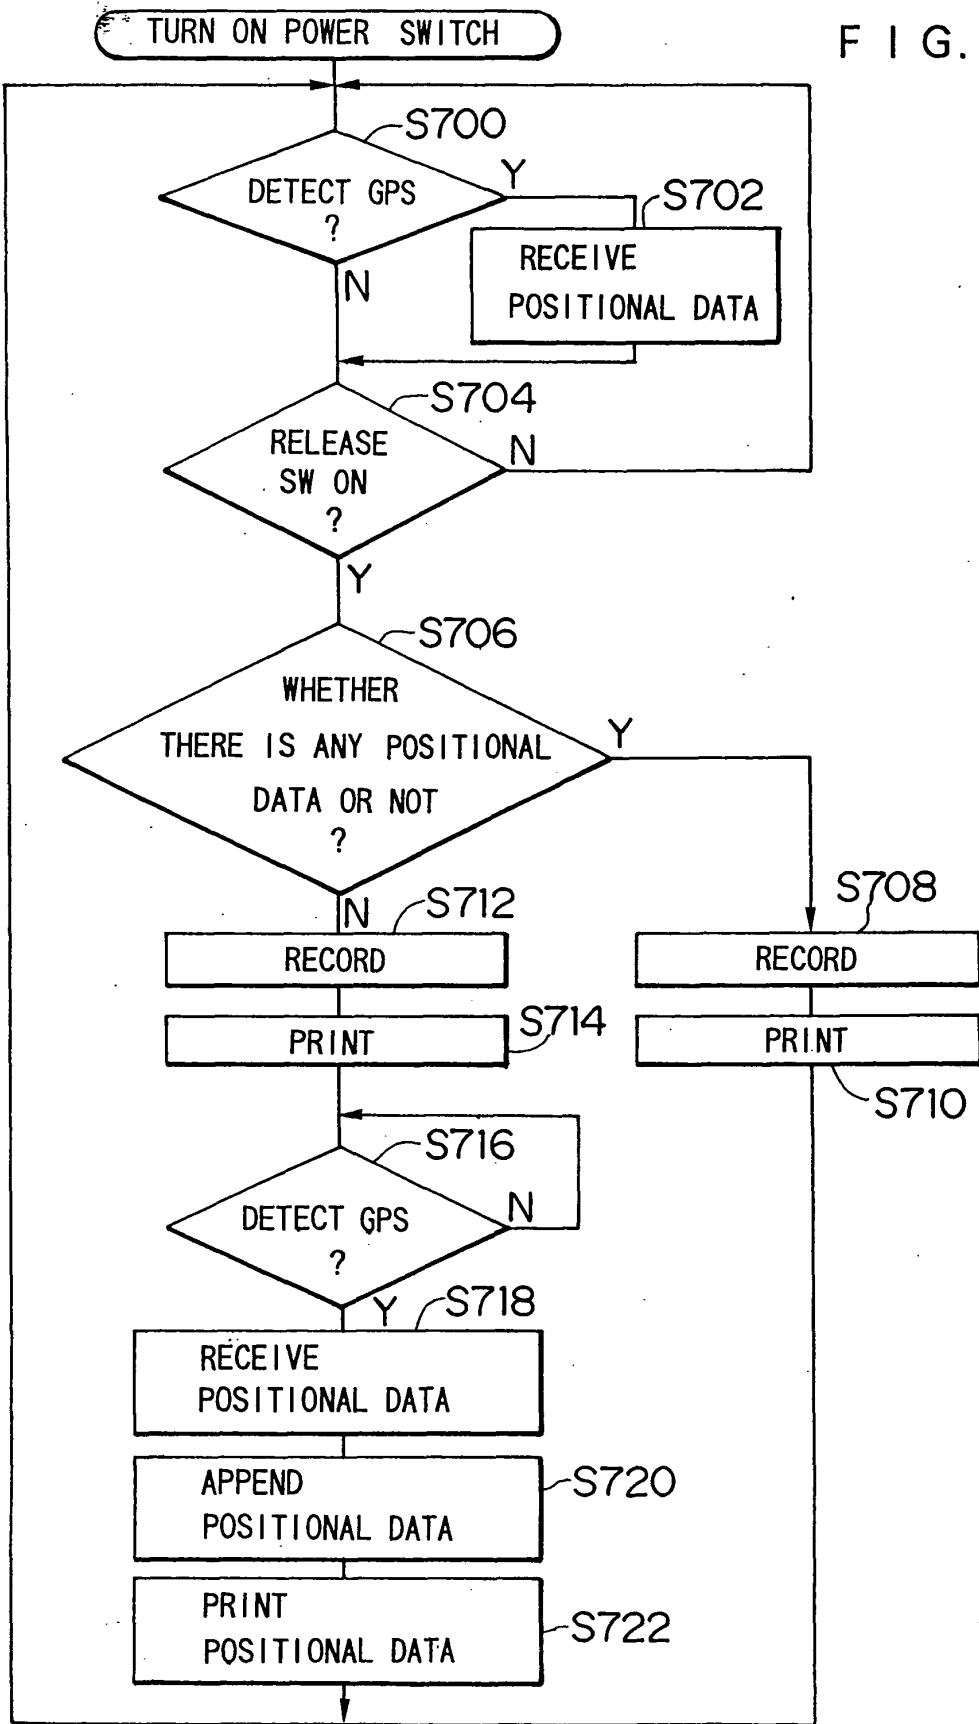 TURN ON POWER SWITCH
FIG.
S700
DETECT GPS
?
Y
N
S702
RECEIVE
POSITIONAL DATA
S704
RELEASE
SW ON
?
N
Y
S706
WHETHER
THERE IS ANY POSITIONAL
DATA OR NOT
?
Y
N
S712
RECORD
S708
RECORD
S714
PRINT
PRINT
S710
S716
DETECT GPS
?
N
Y
S718
RECEIVE
POSITIONAL DATA
S720
APPEND
POSITIONAL DATA
PRINT
POSITIONAL DATA
S722